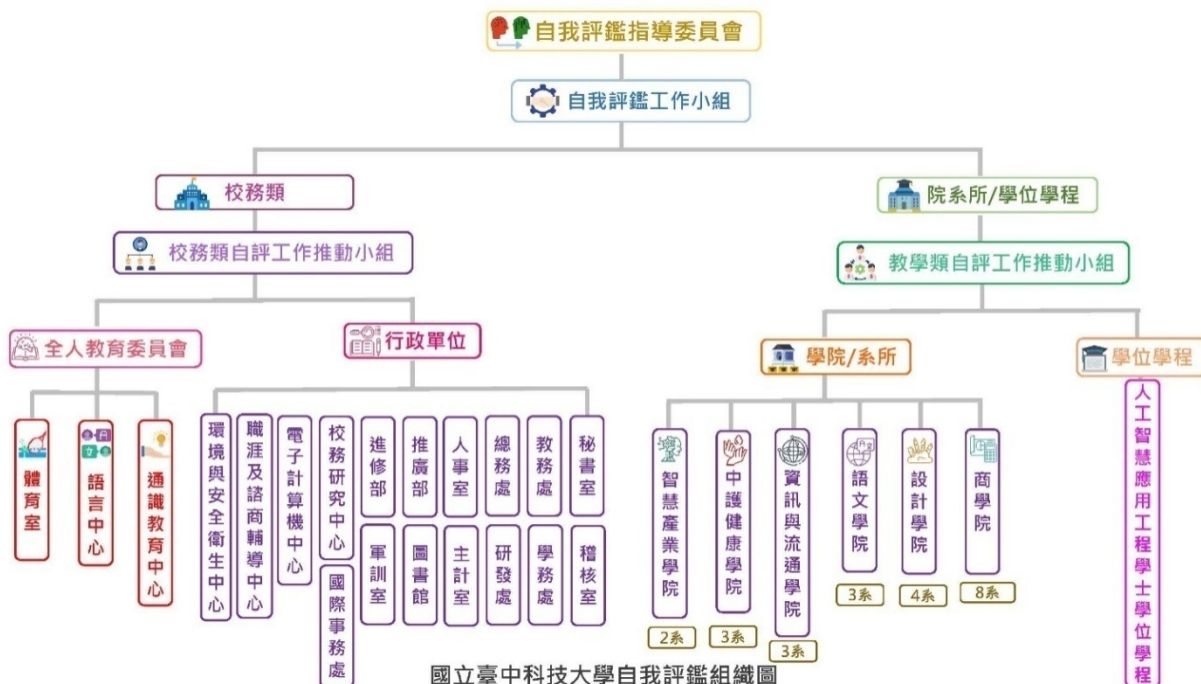 自我評鑑指導委員會
自我評鑑工作小組
校務類
院系所/學位學程
校務類自評工作推動小組
教學類自評工作推動小組
全人教育委員會
行政單位
學院/系所
學位學程
體育室
語言中心
通識教育中心
環境與安全衛生中心
職涯及諮商輔導中心
電子計算機中心
校務研究中心
國際事務處
進修部
軍訓室
推廣部
圖書館
人事室
主計室
總務處
研發處
教務處
學務處
秘書室
稽核室
智慧產業學院
2系
中護健康學院
3系
資訊與流通學院
3系
語文學院
3系
設計學院
4系
商學院
8系
人工智慧應用工程學士學位學程
國立臺中科技大學自我評鑑組織圖